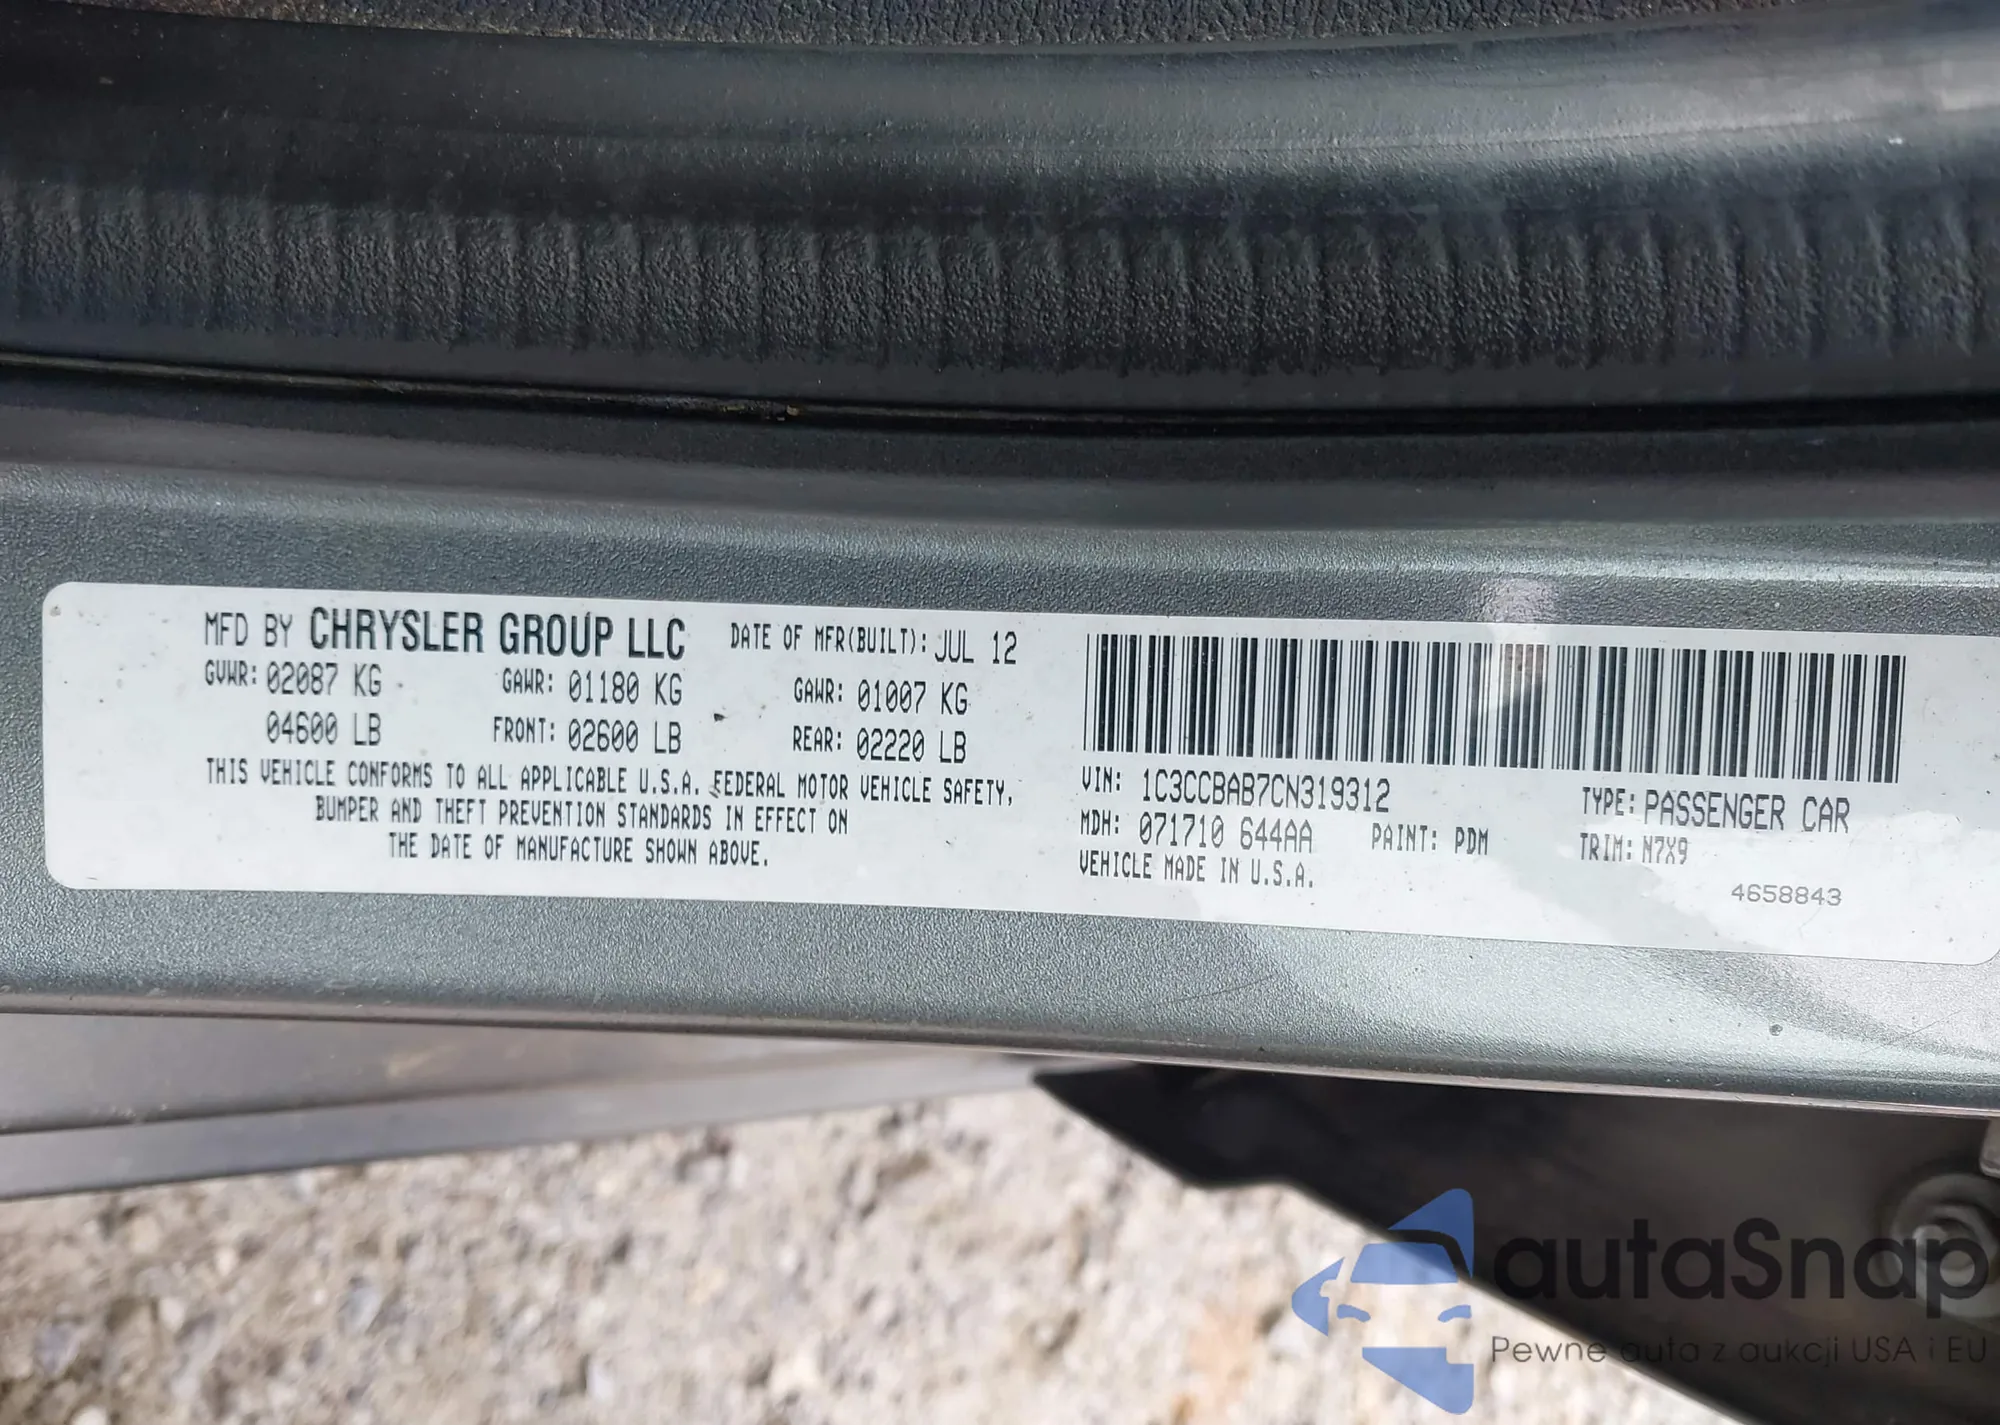 MFD BY CHRYSLER GROUP LLC DATE OF MFR(BUILT): JUL 12
GVWR: 02087 KG GAWR: 01180 KG GAWR: 01007 KG
04600 LB FRONT: 02600 LB REAR: 02220 LB
THIS VEHICLE CONFORMS TO ALL APPLICABLE U.S.A. FEDERAL MOTOR VEHICLE SAFETY,
BUMPER AND THEFT PREVENTION STANDARDS IN EFFECT ON
THE DATE OF MANUFACTURE SHOWN ABOVE.
VIN: 1C3CCBAB7CN319312 TYPE: PASSENGER CAR
MDH: 071710 644AA PAINT: PDM TRIM: N7X9
VEHICLE MADE IN U.S.A.
4658843
autaSnap
Pewne auta z aukcji USA i EU